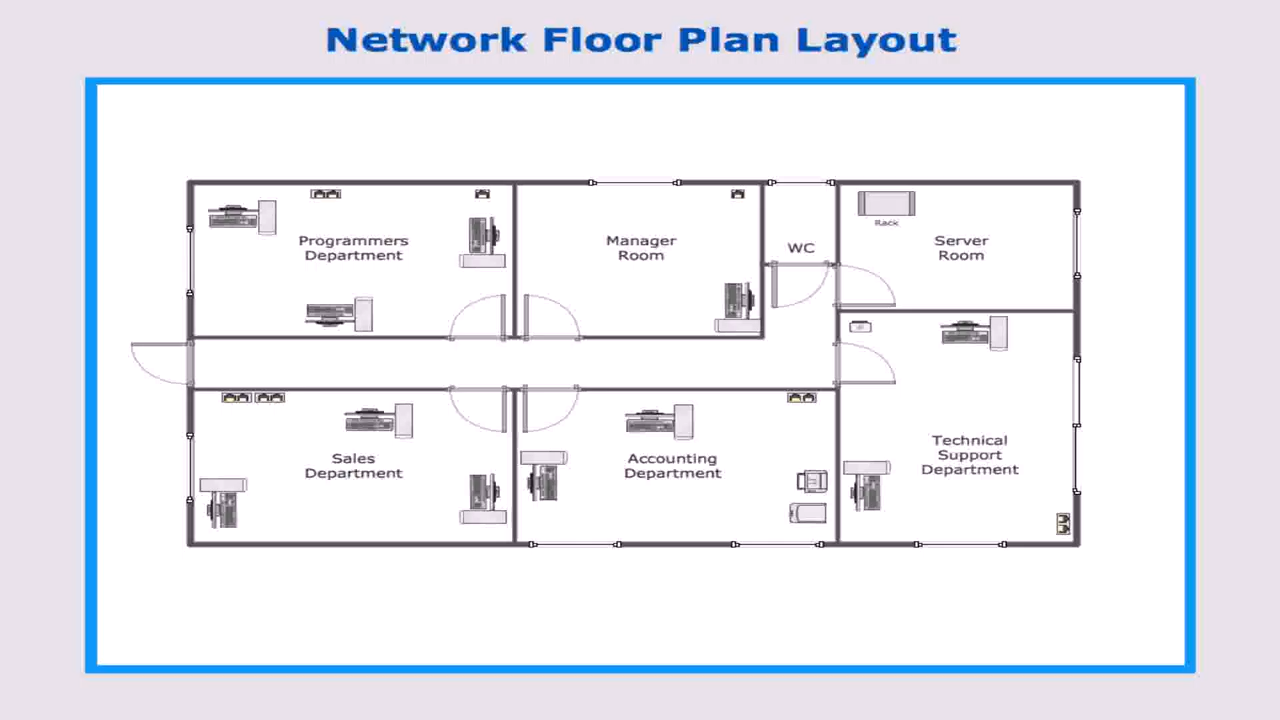 Network Floor Plan Layout
Programmers
Department
Manager
Room
WC
Rack
Server
Room
Sales
Department
Accounting
Department
Technical
Support
Department